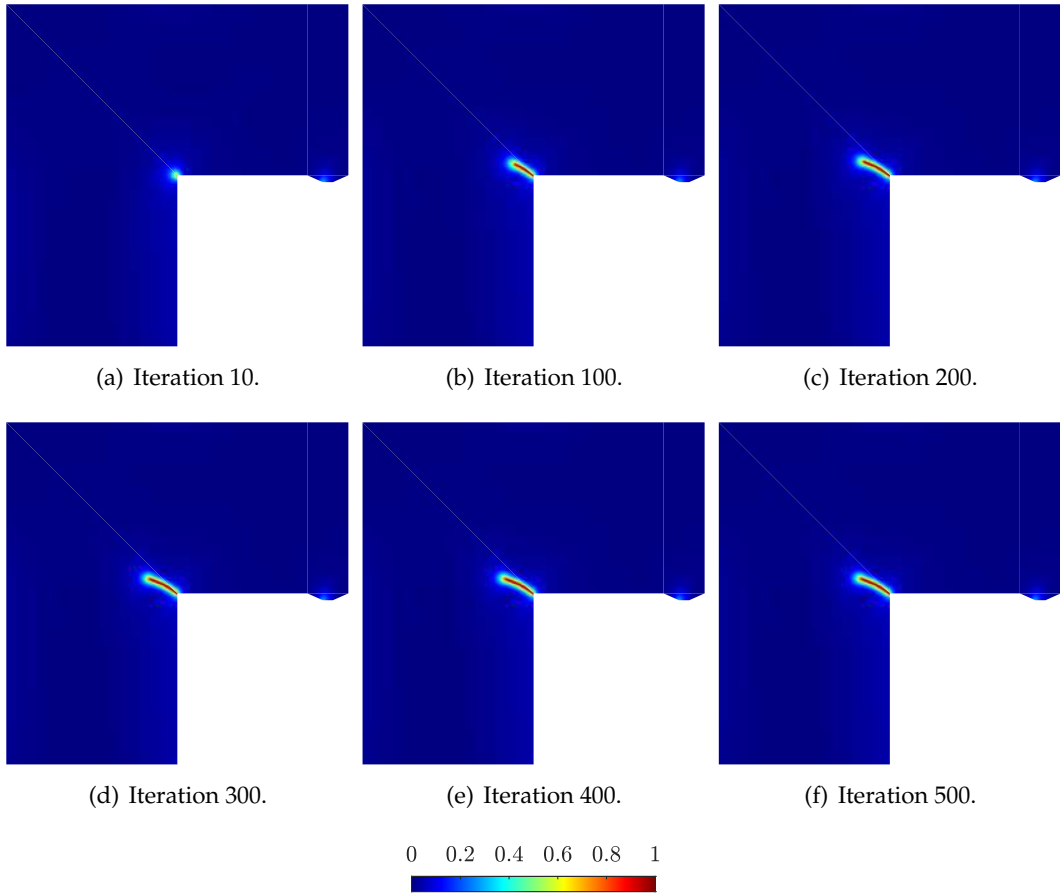 (a) Iteration 10.
(b) Iteration 100.
(c) Iteration 200.
(d) Iteration 300.
(e) Iteration 400.
(f) Iteration 500.
0 0.2 0.4 0.6 0.8 1